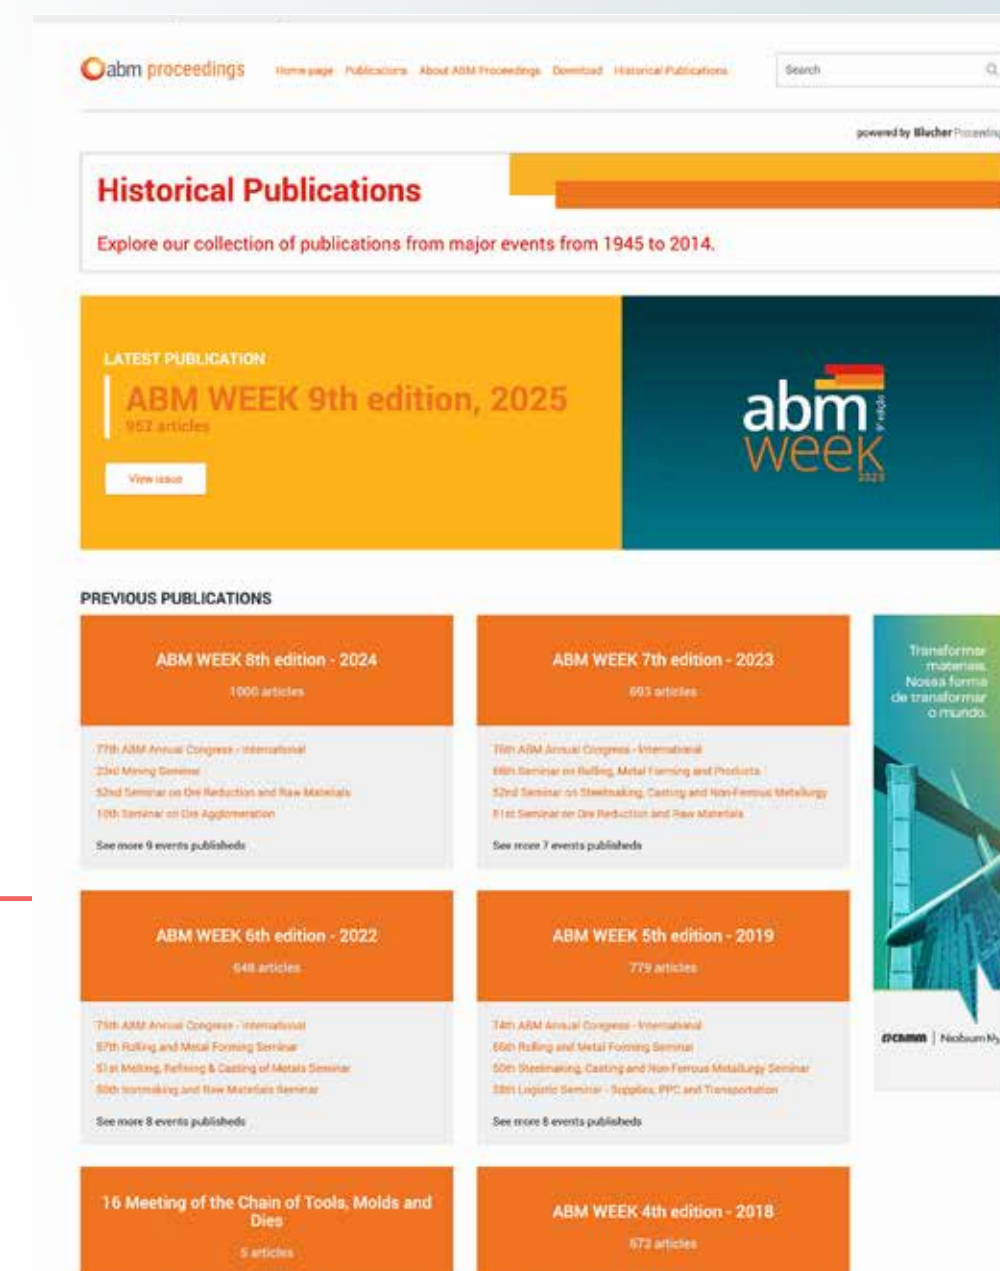 abm proceedings
Home page Publications About ABM Proceedings Download Historical Publications
Search
powered by Blucher Proceedings
Historical Publications
Explore our collection of publications from major events from 1945 to 2014.
LATEST PUBLICATION
ABM WEEK 9th edition, 2025
952 articles
View issue
abm
week
9ª edição
2025
PREVIOUS PUBLICATIONS
ABM WEEK 8th edition - 2024
1000 articles
77th ABM Annual Congress - International
23rd Mining Seminar
52nd Seminar on Ore Reduction and Raw Materials
10th Seminar on Ore Agglomeration
See more 9 events publisheds
ABM WEEK 7th edition - 2023
693 articles
76th ABM Annual Congress - International
Seminar on Rolling, Metal Forming and Products
52nd Seminar on Steelmaking, Casting and Non-Ferrous Metallurgy
51st Seminar on Ore Reduction and Raw Materials
See more 7 events publisheds
Transformar
materiais.
Nossa forma
de transformar
o mundo.
CBMM | Niobium
ABM WEEK 6th edition - 2022
648 articles
75th ABM Annual Congress - International
57th Rolling and Metal Forming Seminar
51st Melting, Refining & Casting of Metals Seminar
50th Ironmaking and Raw Materials Seminar
See more 8 events publisheds
ABM WEEK 5th edition - 2019
779 articles
74th ABM Annual Congress - International
Rolling and Metal Forming Seminar
50th Steelmaking, Casting and Non-Ferrous Metallurgy Seminar
38th Logistic Seminar - Supplies, PPC and Transportation
See more 8 events publisheds
16 Meeting of the Chain of Tools, Molds and
Dies
5 articles
ABM WEEK 4th edition - 2018
672 articles